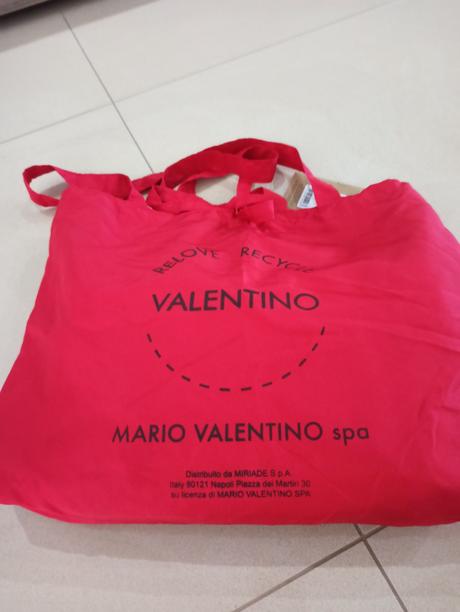 RELOVE RECYCLE
VALENTINO
MARIO VALENTINO spa
Distribuito da MIRIADE S.p.A.
Italy 80121 Napoli Piazza dei Martiri 30
su licenza di MARIO VALENTINO SPA